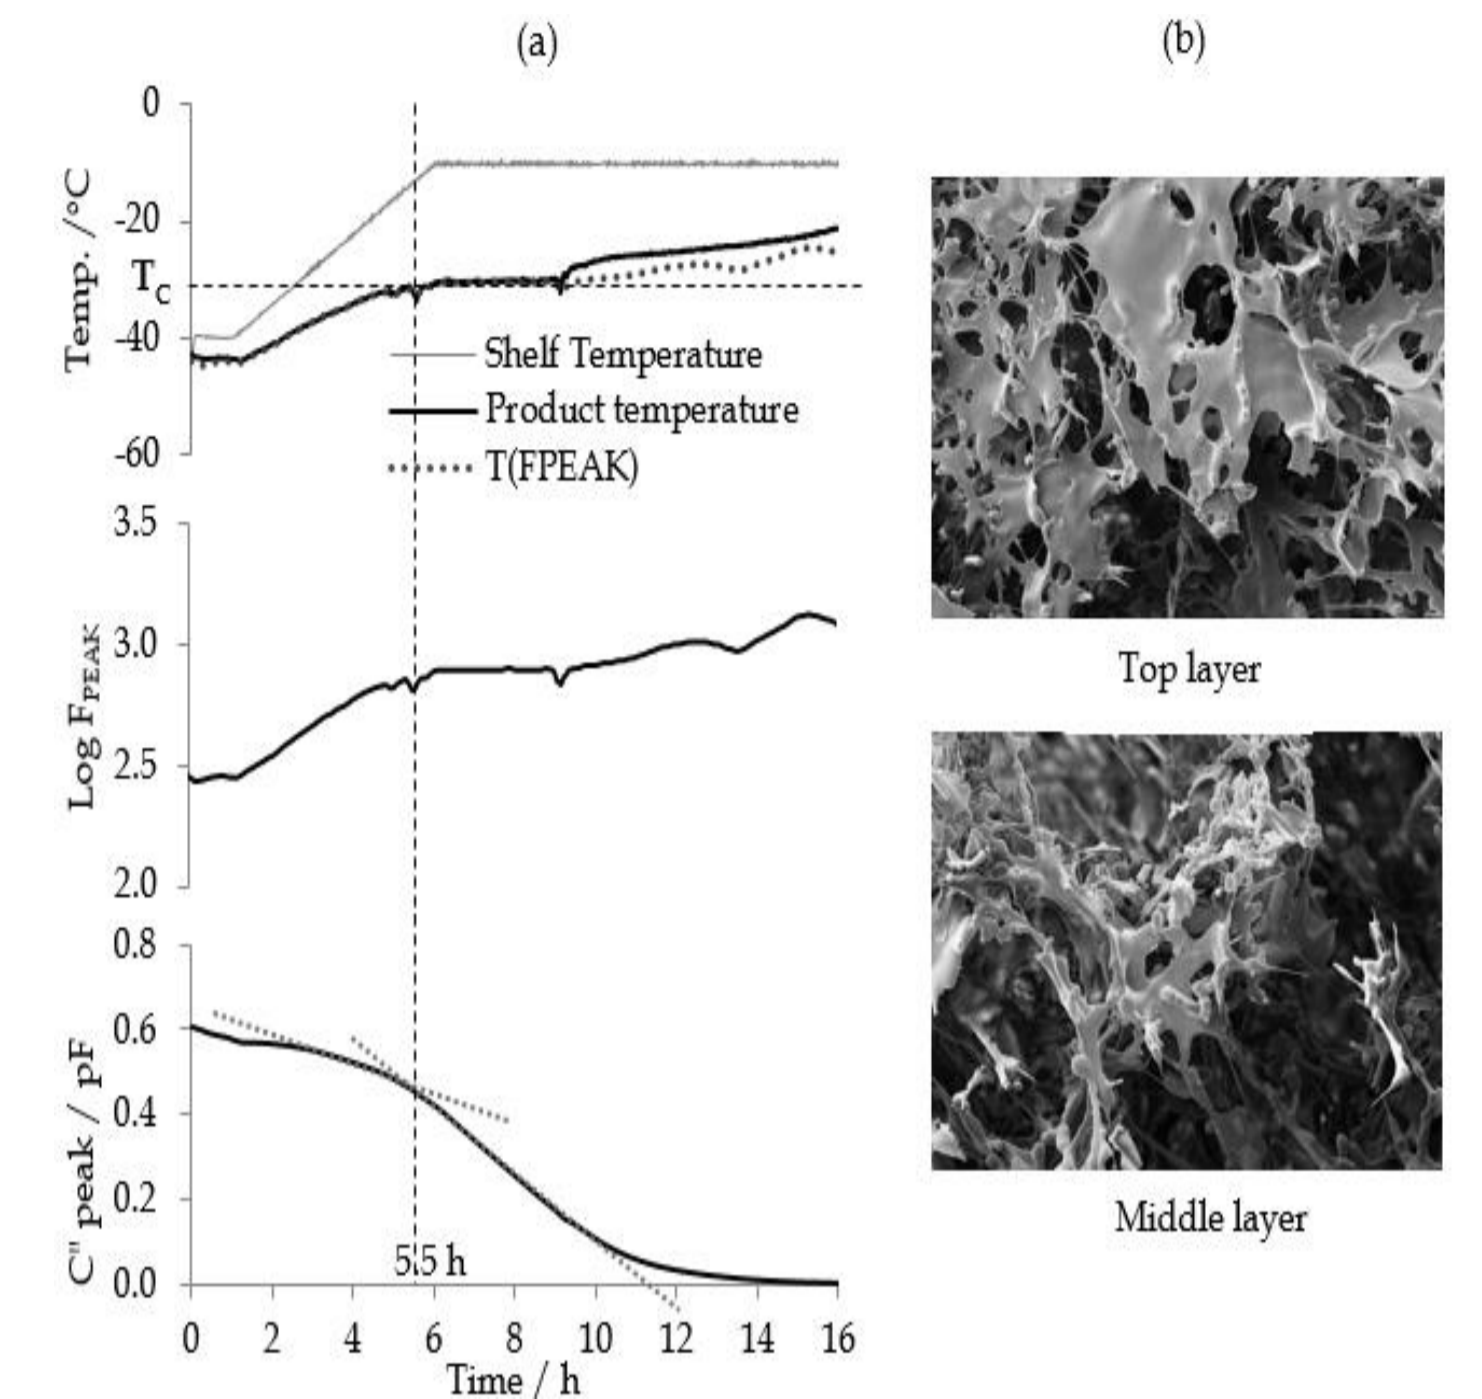 (a)
(b)
Temp. /°C
0
-20
T_C
-40
-60
Shelf Temperature
Product temperature
T(FPEAK)
Log F_PEAK
3.5
3.0
2.5
2.0
C" peak / pF
0.8
0.6
0.4
0.2
0.0
5.5 h
0 2 4 6 8 10 12 14 16
Time / h
Top layer
Middle layer